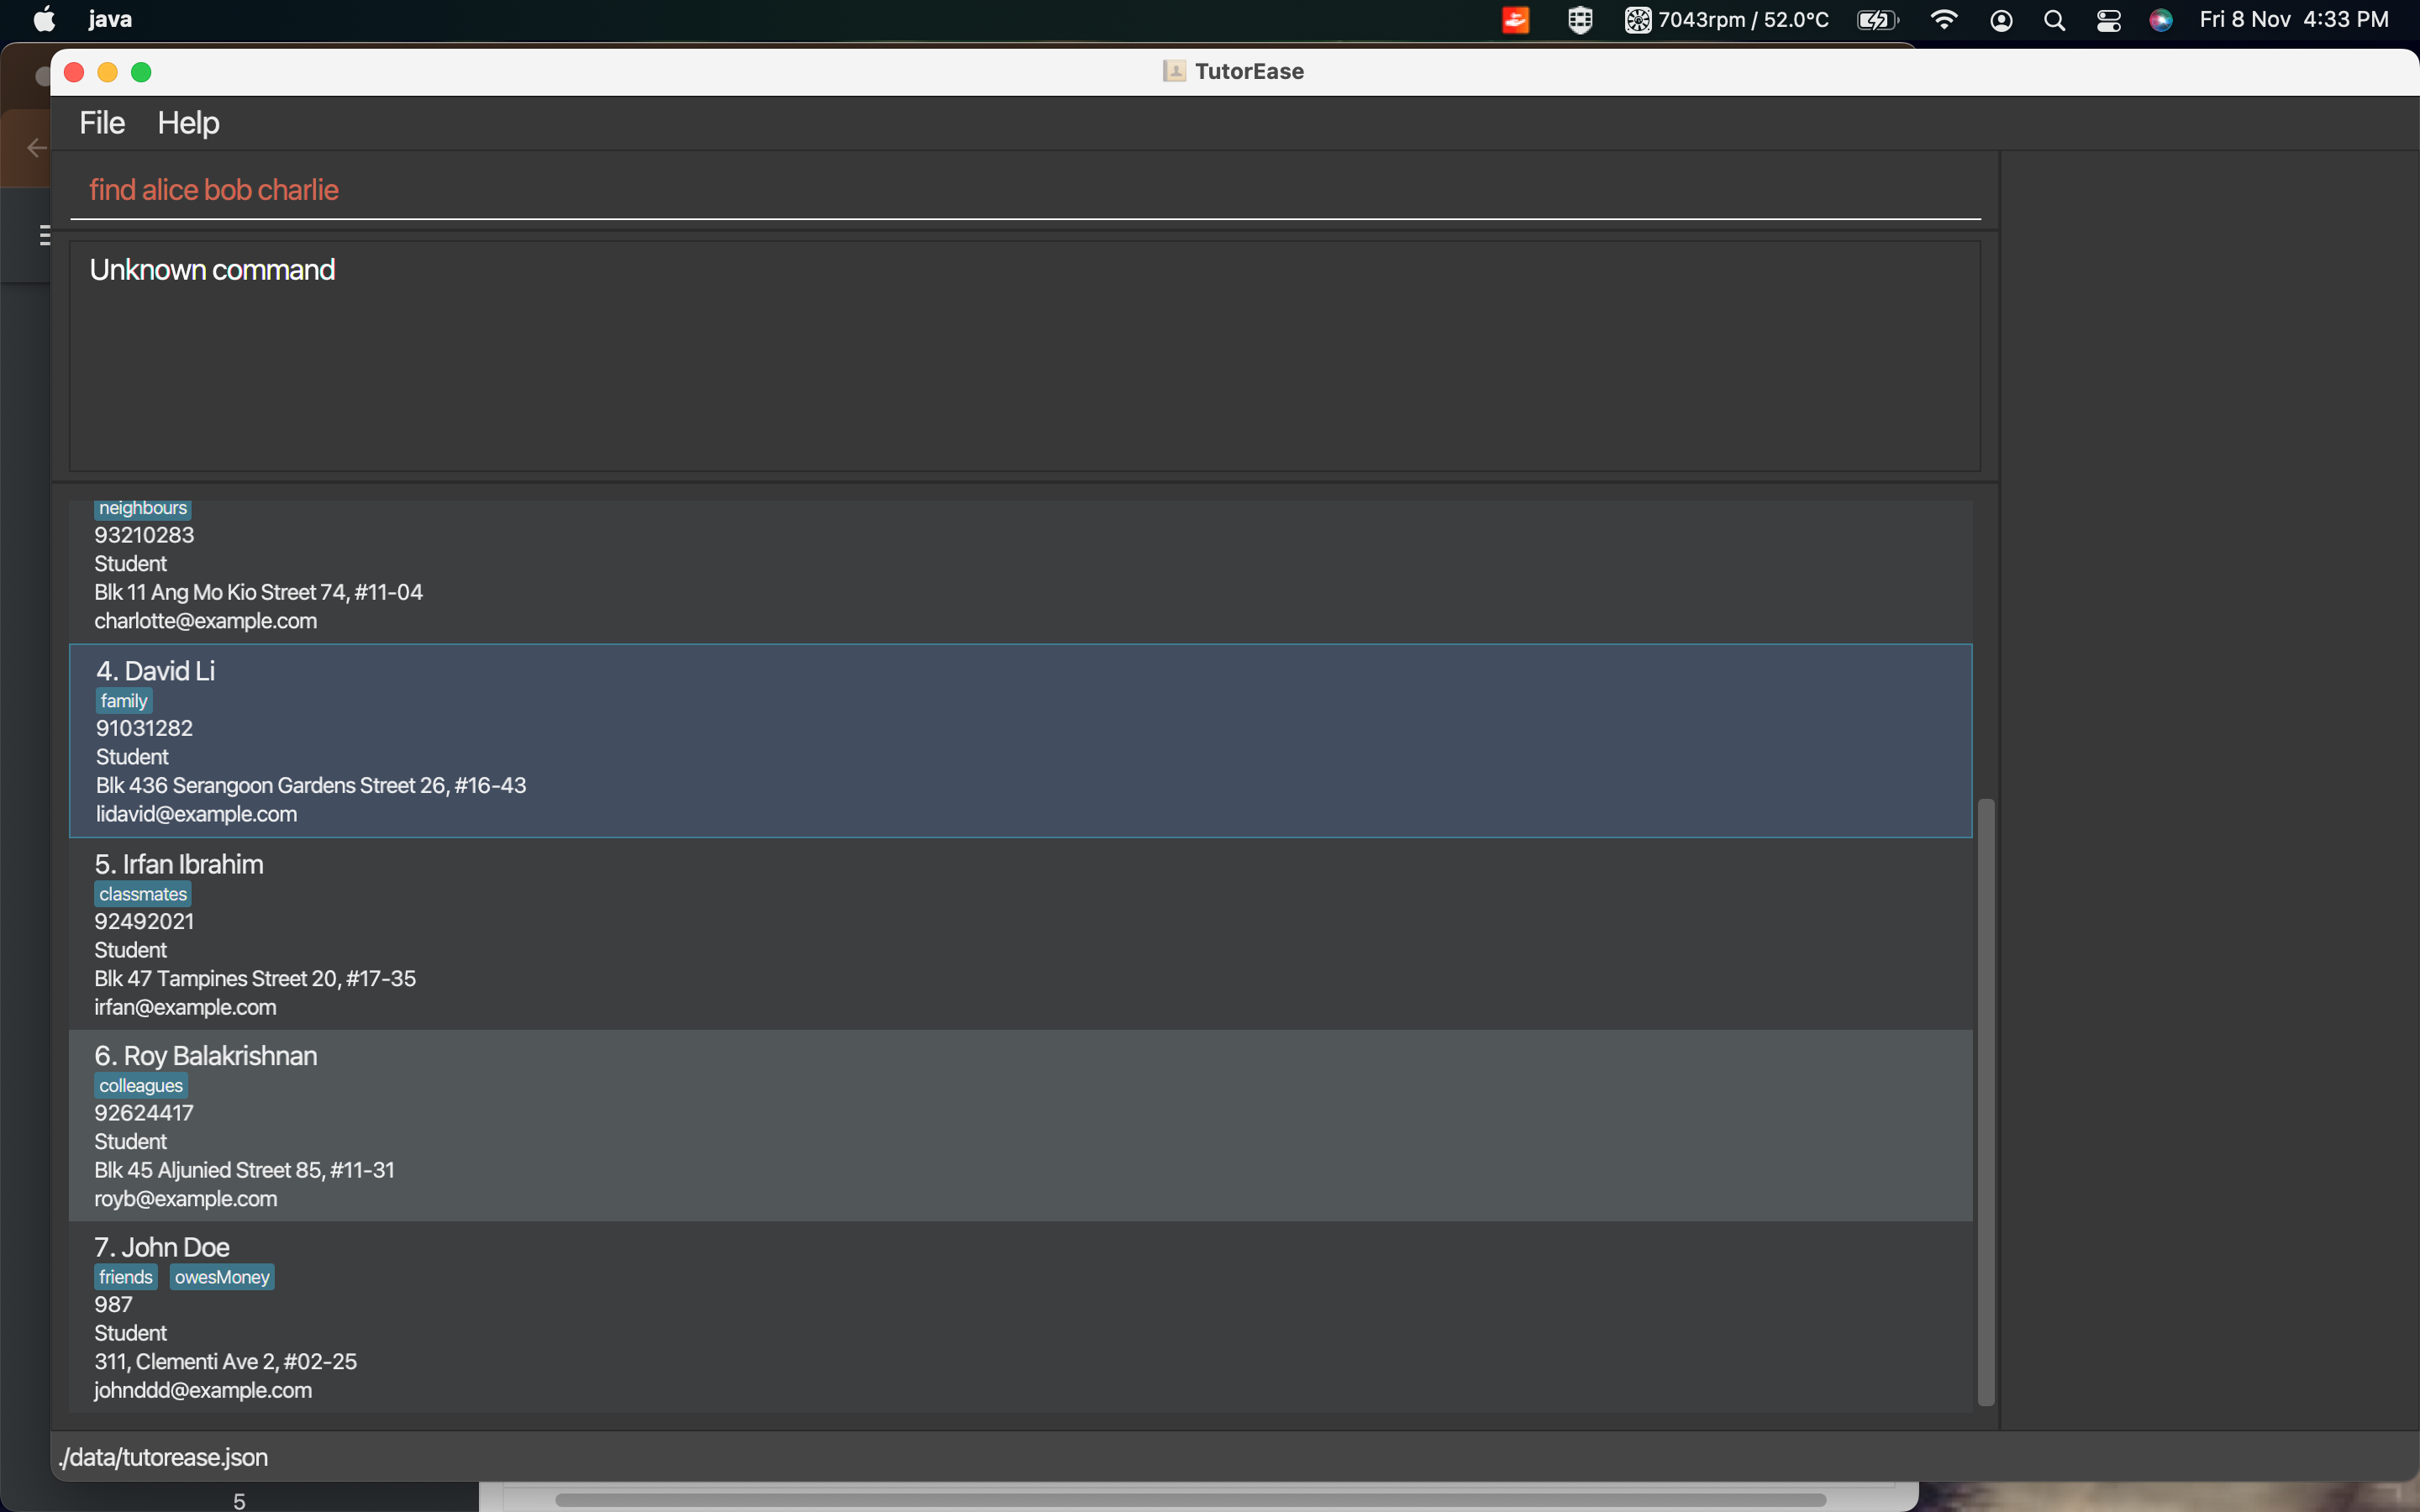 java
7043rpm / 52.0°C
Fri 8 Nov 4:33 PM
TutorEase
File Help
find alice bob charlie
Unknown command
neighbours
93210283
Student
Blk 11 Ang Mo Kio Street 74, #11-04
charlotte@example.com
4. David Li
family
91031282
Student
Blk 436 Serangoon Gardens Street 26, #16-43
lidavid@example.com
5. Irfan Ibrahim
classmates
92492021
Student
Blk 47 Tampines Street 20, #17-35
irfan@example.com
6. Roy Balakrishnan
colleagues
92624417
Student
Blk 45 Aljunied Street 85, #11-31
royb@example.com
7. John Doe
friends owesMoney
987
Student
311, Clementi Ave 2, #02-25
johnddd@example.com
./data/tutorease.json
5